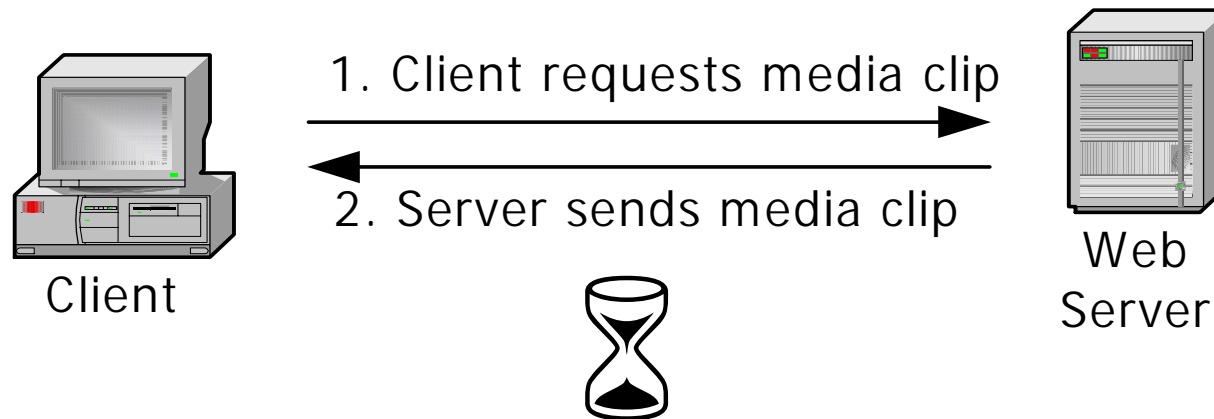 1. Client requests media clip
2. Server sends media clip
Client
Web
Server